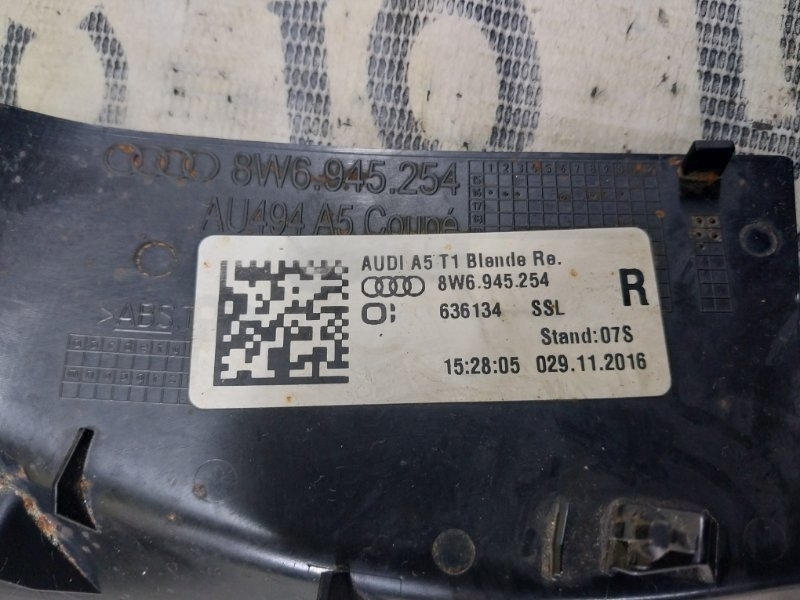 8W6.945.254
AU494 A5 Coupé
>ABS
AUDI A5 T1 Blende Re.
8W6.945.254
R
636134 SSL
Stand:07S
15:28:05 029.11.2016